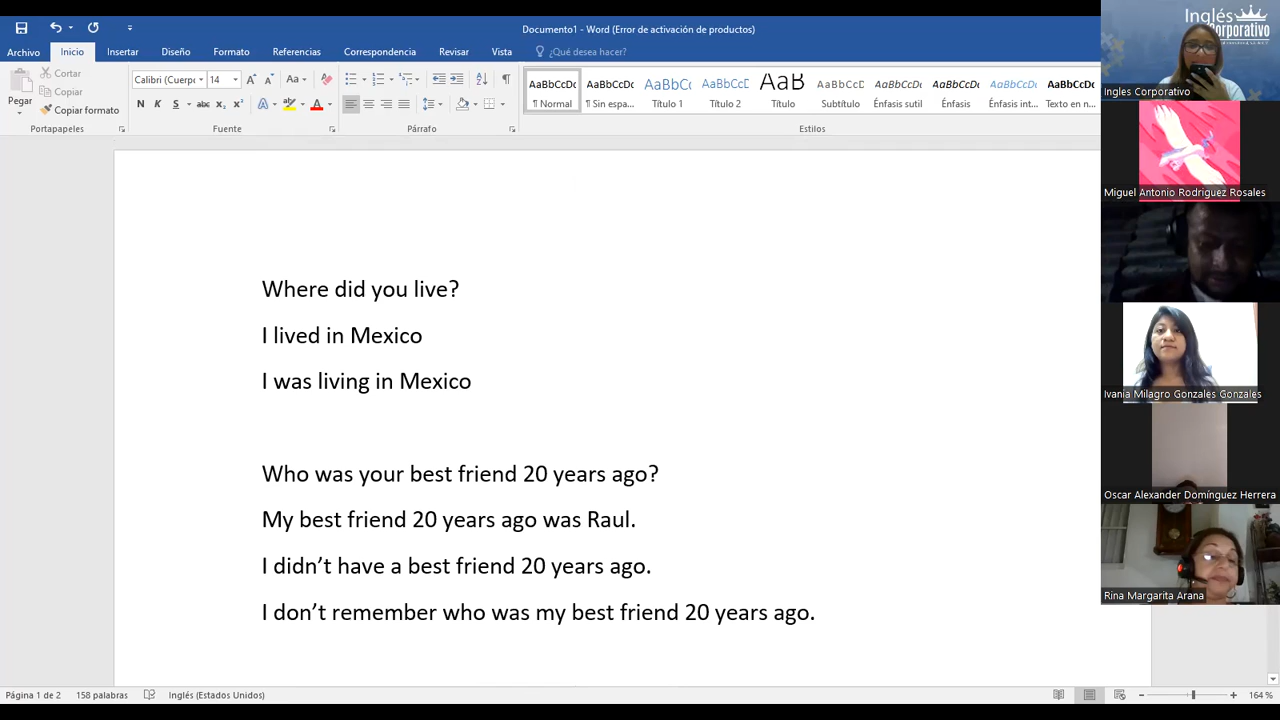 Documento1 - Word (Error de activación de productos)
Archivo Inicio Insertar Diseño Formato Referencias Correspondencia Revisar Vista ¿Qué desea hacer?
Pegar
Cortar
Copiar
Copiar formato
Portapapeles
Calibri (Cuerpo 14
N K S abc x₂ x²
Fuente
Párrafo
AaBbCcDc AaBbCcDc AaBbCc AaBbCcD AaB AaBbCcD AaBbCcDc AaBbCcDc AaBbCcDc AaBbCcDc
¶ Normal ¶ Sin espa... Título 1 Título 2 Título Subtítulo Énfasis sutil Énfasis Énfasis int... Texto en n...
Estilos
Where did you live?
I lived in Mexico
I was living in Mexico
Who was your best friend 20 years ago?
My best friend 20 years ago was Raul.
I didn't have a best friend 20 years ago.
I don't remember who was my best friend 20 years ago.
Inglés
Corporativo
Ingles Corporativo
Miguel Antonio Rodriguez Rosales
Ivania Milagro Gonzales Gonzales
Oscar Alexander Domínguez Herrera
Rina Margarita Arana
Página 1 de 2 158 palabras Inglés (Estados Unidos) 164 %